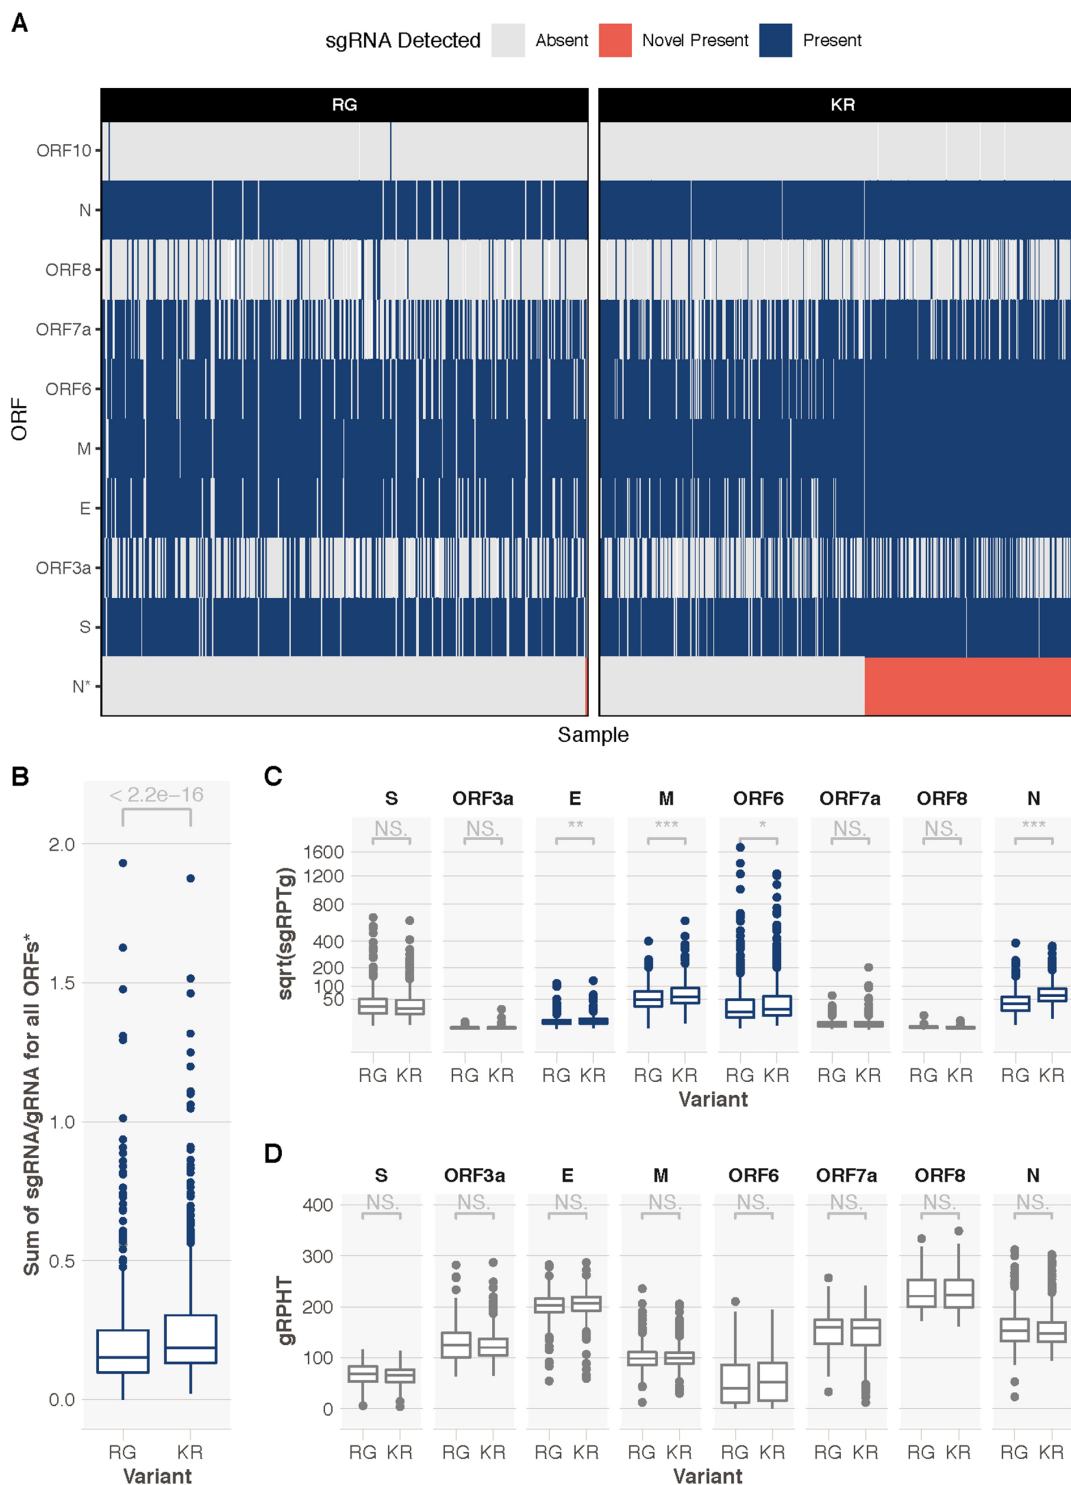 A
sgRNA Detected Absent Novel Present Present
RG KR
ORF10
N
ORF8
ORF7a
ORF6
M
E
ORF3a
S
N*
ORF
Sample
B
< 2.2e−16
2.0
1.5
1.0
0.5
0.0
Sum of sgRNA/gRNA for all ORFs*
RG KR
Variant
C
S ORF3a E M ORF6 ORF7a ORF8 N
NS. NS. ** *** * NS. NS. ***
1600
1200
800
400
200
100
50
sqrt(sgRPTg)
RG KR RG KR RG KR RG KR RG KR RG KR RG KR RG KR
Variant
D
S ORF3a E M ORF6 ORF7a ORF8 N
NS. NS. NS. NS. NS. NS. NS. NS.
400
300
200
100
0
gRPHT
RG KR RG KR RG KR RG KR RG KR RG KR RG KR RG KR
Variant